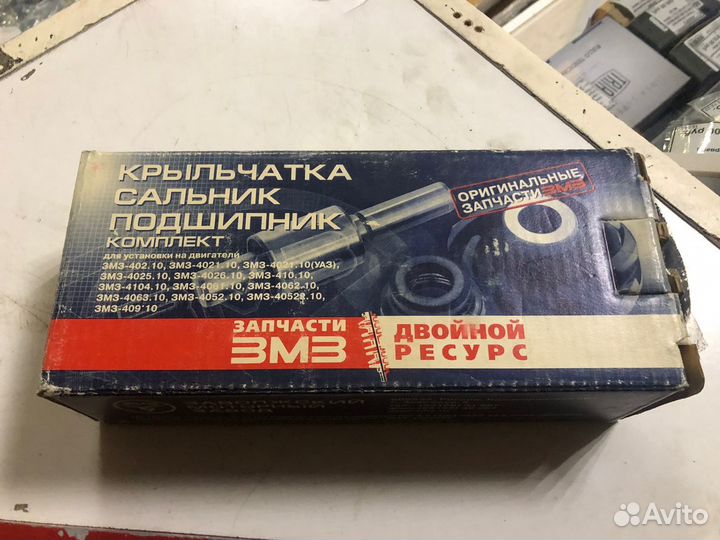 КРЫЛЬЧАТКА
САЛЬНИК
ПОДШИПНИК
КОМПЛЕКТ
для установки на двигатели
ЗМЗ-402.10, ЗМЗ-4021.10, ЗМЗ-4021.10(УАЗ),
ЗМЗ-4025.10, ЗМЗ-4026.10, ЗМЗ-410.10,
ЗМЗ-4104.10, ЗМЗ-4061.10, ЗМЗ-4062.10,
ЗМЗ-4063.10, ЗМЗ-4052.10, ЗМЗ-40522.10,
ЗМЗ-409.10
ОРИГИНАЛЬНЫЕ
ЗАПЧАСТИ ЗМЗ
ЗАПЧАСТИ
ЗМЗ
ДВОЙНОЙ
РЕСУРС
Avito